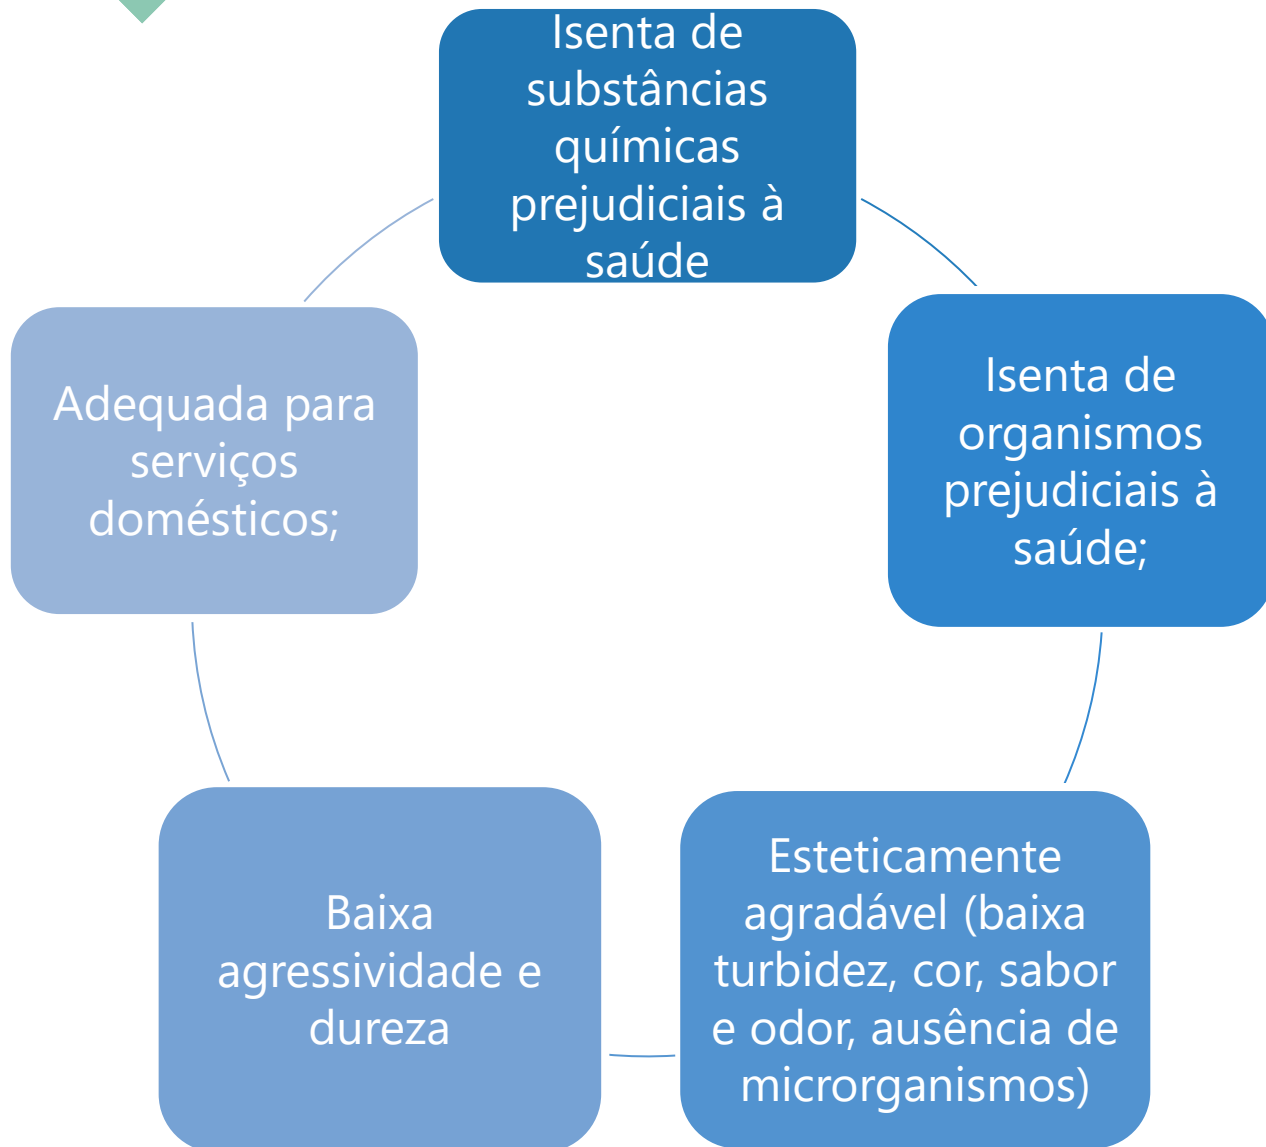 Isenta de
substâncias
químicas
prejudiciais à
saúde
Isenta de
organismos
prejudiciais à
saúde;
Esteticamente
agradável (baixa
turbidez, cor, sabor
e odor, ausência de
microrganismos)
Baixa
agressividade e
dureza
Adequada para
serviços
domésticos;